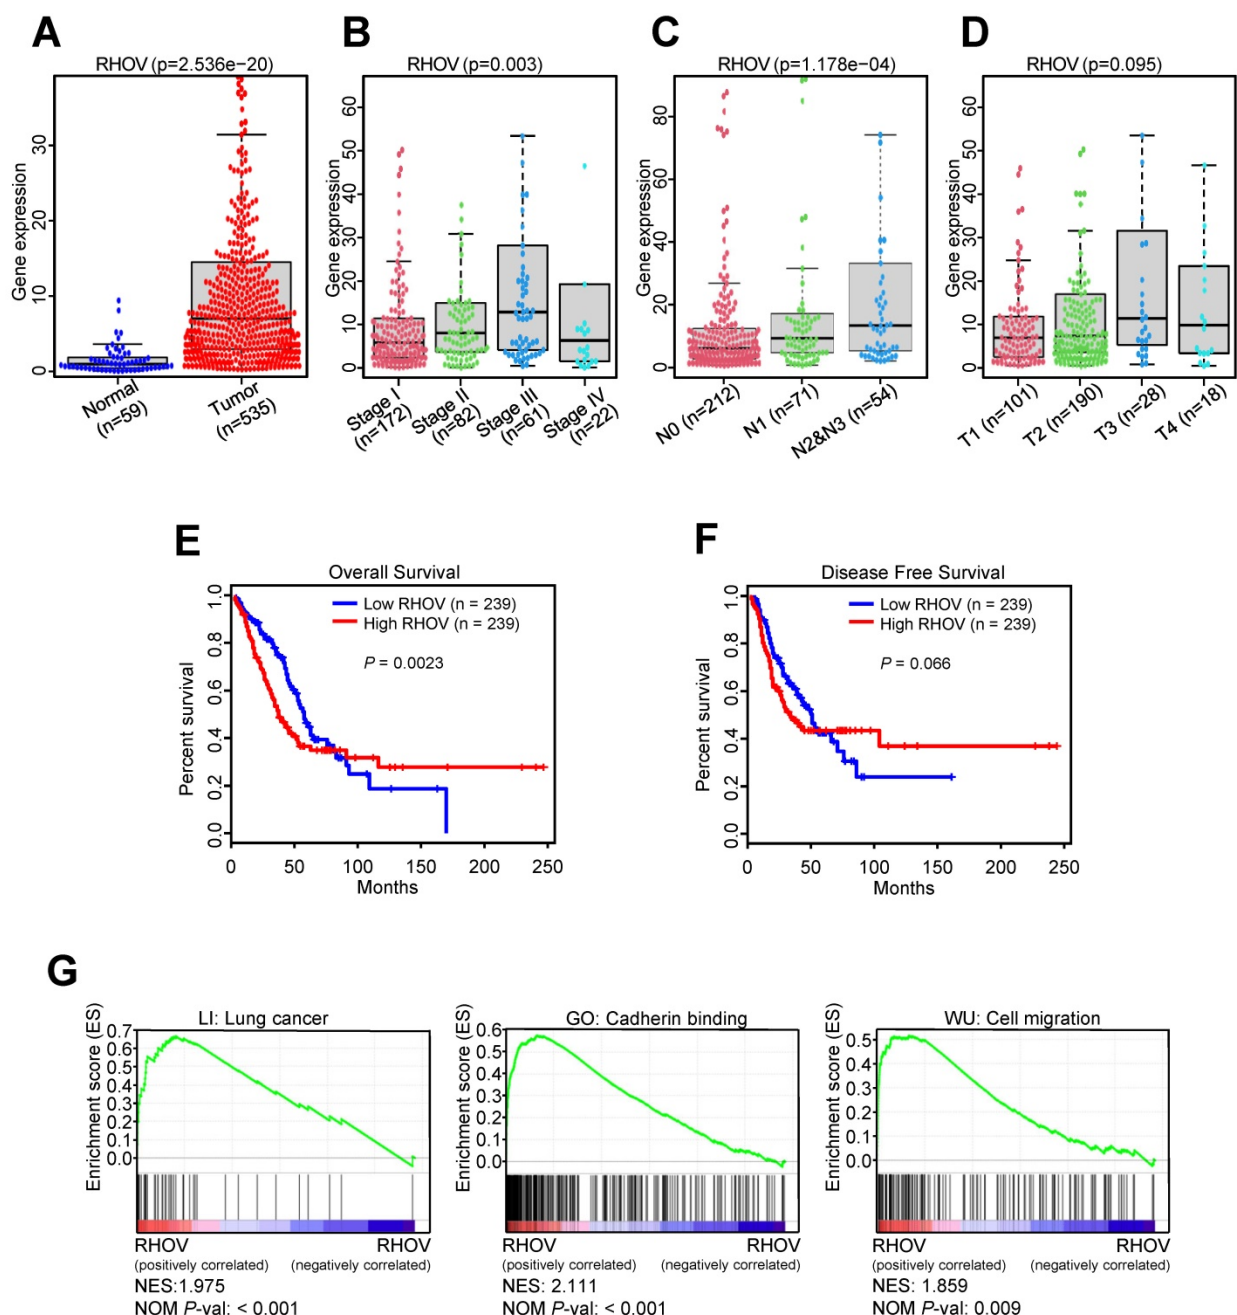 A
RHOV (p=2.536e−20)
Gene expression
30
20
10
0
Normal
(n=59)
Tumor
(n=535)
B
RHOV (p=0.003)
Gene expression
60
50
40
30
20
10
0
Stage I
(n=172)
Stage II
(n=82)
Stage III
(n=61)
Stage IV
(n=22)
C
RHOV (p=1.178e−04)
Gene expression
80
60
40
20
0
N0 (n=212)
N1 (n=71)
N2&N3 (n=54)
D
RHOV (p=0.095)
Gene expression
60
50
40
30
20
10
0
T1 (n=101)
T2 (n=190)
T3 (n=28)
T4 (n=18)
E
Overall Survival
Low RHOV (n = 239)
High RHOV (n = 239)
P = 0.0023
Percent survival
1.0
0.8
0.6
0.4
0.2
0.0
0 50 100 150 200 250
Months
F
Disease Free Survival
Low RHOV (n = 239)
High RHOV (n = 239)
P = 0.066
Percent survival
1.0
0.8
0.6
0.4
0.2
0.0
0 50 100 150 200 250
Months
G
LI: Lung cancer
Enrichment score (ES)
0.7
0.6
0.5
0.4
0.3
0.2
0.1
0.0
RHOV RHOV
(positively correlated) (negatively correlated)
NES:1.975
NOM P-val: < 0.001
GO: Cadherin binding
Enrichment score (ES)
0.6
0.5
0.4
0.3
0.2
0.1
0.0
RHOV RHOV
(positively correlated) (negatively correlated)
NES: 2.111
NOM P-val: < 0.001
WU: Cell migration
Enrichment score (ES)
0.5
0.4
0.3
0.2
0.1
0.0
RHOV RHOV
(positively correlated) (negatively correlated)
NES: 1.859
NOM P-val: 0.009